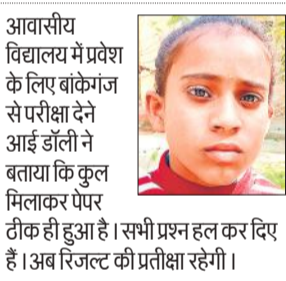 आवासीय
विद्यालय में प्रवेश
के लिए बांकेगंज
से परीक्षा देने
आई डॉली ने
बताया कि कुल
मिलाकर पेपर
ठीक ही हुआ है। सभी प्रश्न हल कर दिए
हैं। अब रिजल्ट की प्रतीक्षा रहेगी।